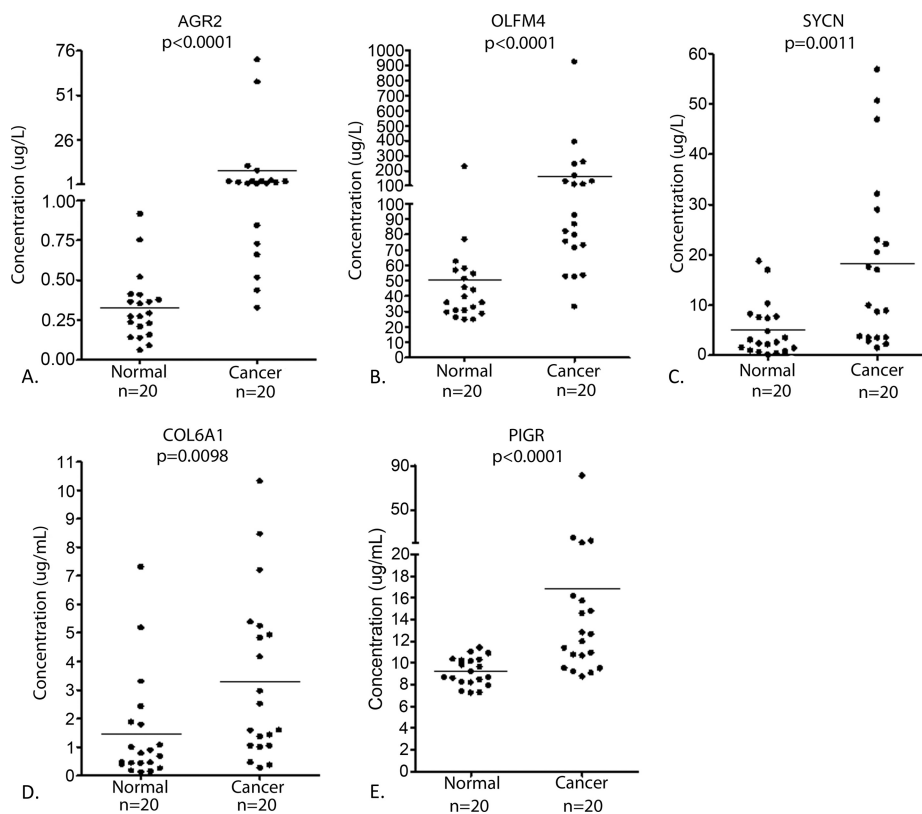 AGR2
p<0.0001
76
51
26
1
1.00
0.75
0.50
0.25
0.00
Concentration (ug/L)
Normal
n=20
Cancer
n=20
A.
OLFM4
p<0.0001
1000
900
800
700
600
500
400
300
200
100
100
90
80
70
60
50
40
30
20
10
0
Concentration (ug/L)
Normal
n=20
Cancer
n=20
B.
SYCN
p=0.0011
60
50
40
30
20
10
0
Concentration (ug/L)
Normal
n=20
Cancer
n=20
C.
COL6A1
p=0.0098
11
10
9
8
7
6
5
4
3
2
1
0
Concentration (ug/mL)
Normal
n=20
Cancer
n=20
D.
PIGR
p<0.0001
90
50
20
18
16
14
12
10
8
6
4
2
0
Concentration (ug/mL)
Normal
n=20
Cancer
n=20
E.